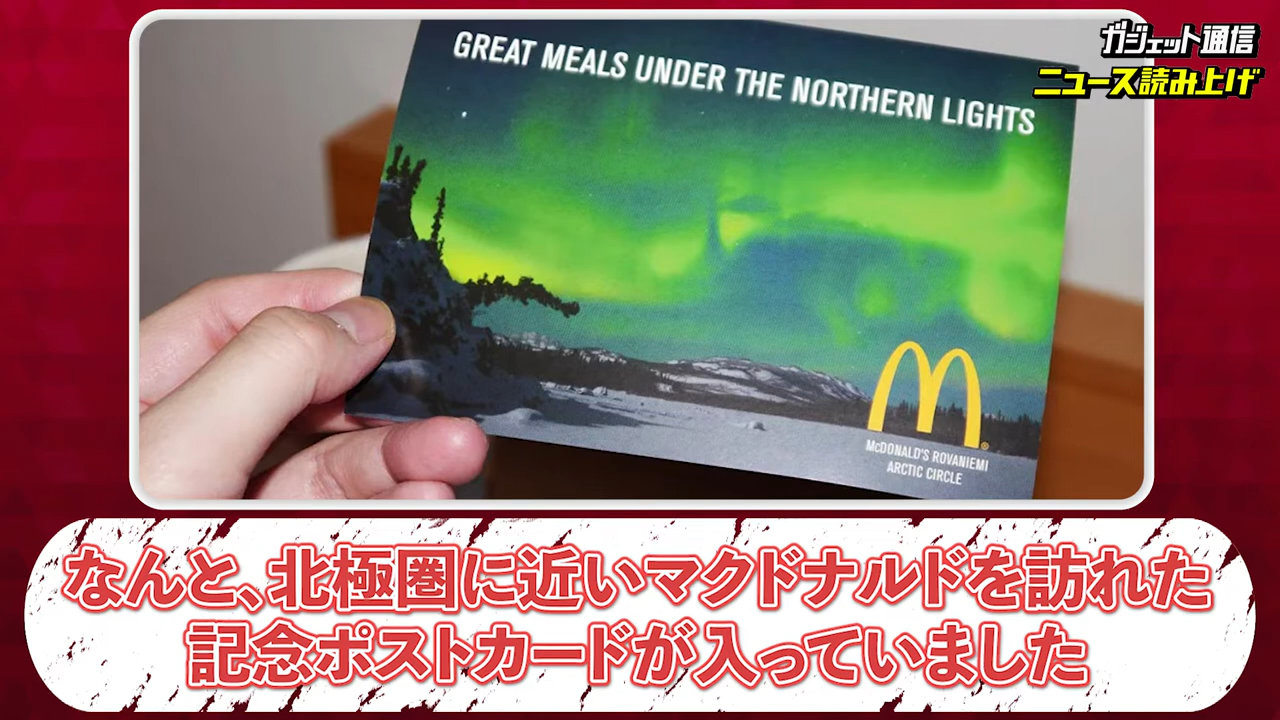 ガジェット通信
ニュース読み上げ
GREAT MEALS UNDER THE NORTHERN LIGHTS
McDONALD'S ROVANIEMI
ARCTIC CIRCLE
なんと、北極圏に近いマクドナルドを訪れた
記念ポストカードが入っていました